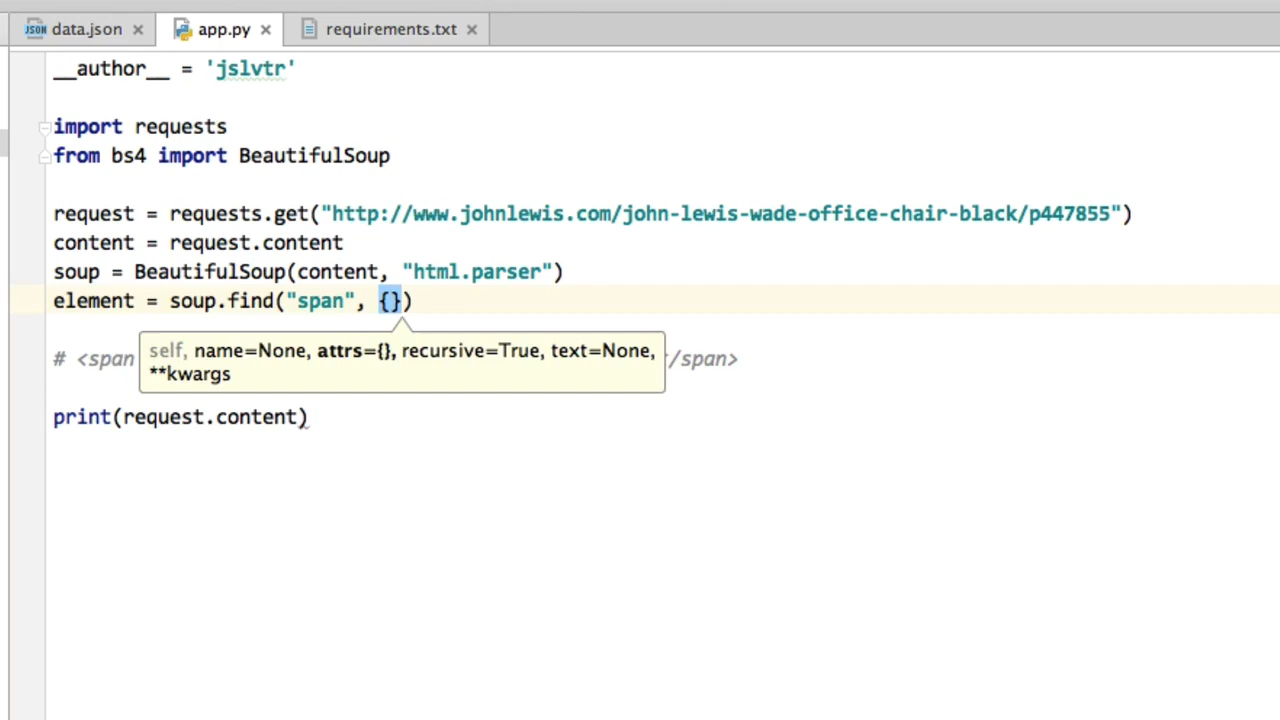 data.json
app.py
requirements.txt
__author__ = 'jslvtr'
import requests
from bs4 import BeautifulSoup
request = requests.get("http://www.johnlewis.com/john-lewis-wade-office-chair-black/p447855")
content = request.content
soup = BeautifulSoup(content, "html.parser")
element = soup.find("span", {})
self, name=None, attrs={}, recursive=True, text=None,
**kwargs
# <span /span>
print(request.content)